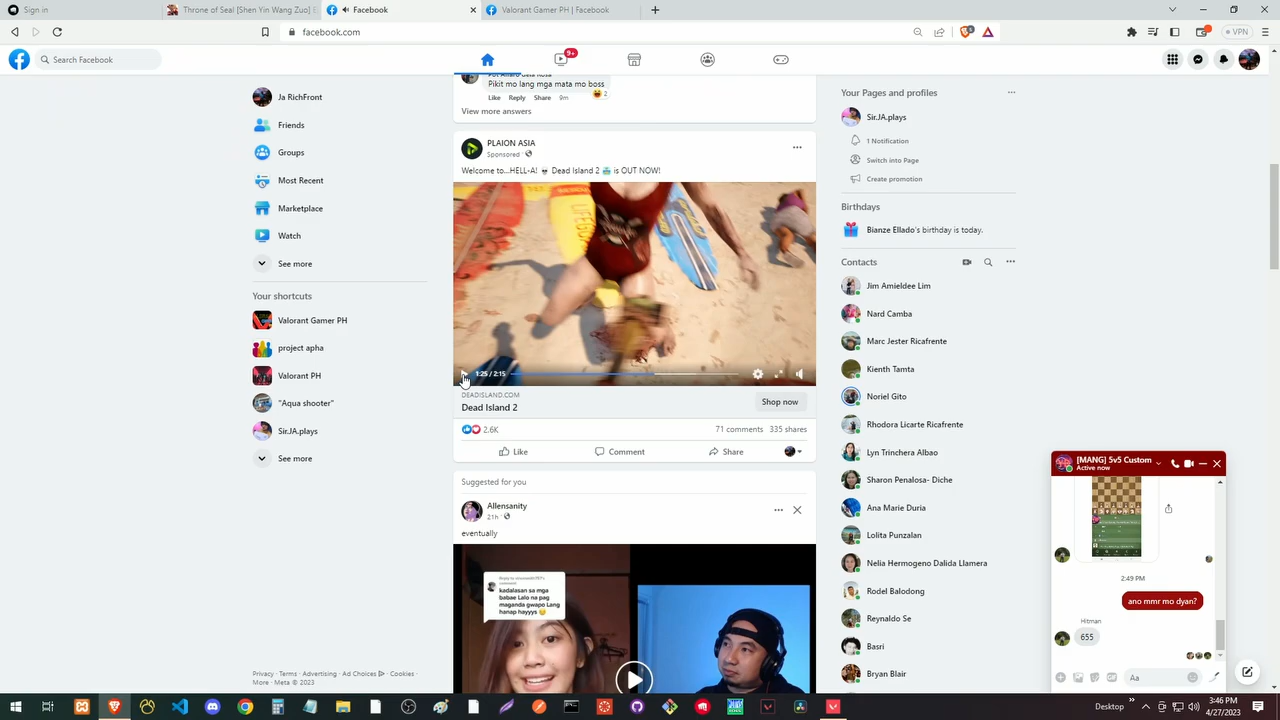 Sign in
Throne of Seal [Shen Yin Wang Zuo] E
Facebook
Valorant Gamer PH | Facebook
facebook.com
VPN
Search Facebook
9+
Pikit mo lang mga mata mo boss
2
Like Reply Share 9m
View more answers
Ja RichFront
Friends
Groups
Most Recent
Marketplace
Watch
See more
Your shortcuts
Valorant Gamer PH
project apha
Valorant PH
"Aqua shooter"
Sir.JA.plays
See more
Privacy · Terms · Advertising · Ad Choices · Cookies ·
More · Meta © 2023
PLAION ASIA
Sponsored ·
Welcome to...HELL-A! Dead Island 2 is OUT NOW!
1:25 / 2:15
DEADISLAND.COM
Dead Island 2
Shop now
2.6K
71 comments 335 shares
Like Comment Share
Suggested for you
Allensanity
21h ·
eventually
kadalasan sa mga
babae Lalo na pag
maganda gwapo Lang
hanap hayyys
Your Pages and profiles
Sir.JA.plays
1 Notification
Switch into Page
Create promotion
Birthdays
Bianze Ellado's birthday is today.
Contacts
Jim Amieldee Lim
Nard Camba
Marc Jester Ricafrente
Kienth Tamta
Noriel Gito
Rhodora Licarte Ricafrente
Lyn Trinchera Albao
Sharon Penalosa- Diche
Ana Marie Duria
Lolita Punzalan
Nelia Hermogeno Dalida Llamera
Rodel Balodong
Reynaldo Se
Basri
Bryan Blair
[MANG] 5v5 Custom
Active now
2:49 PM
ano mmr mo dyan?
Hitman
655
Aa
Desktop
3:46 PM
4/27/2023